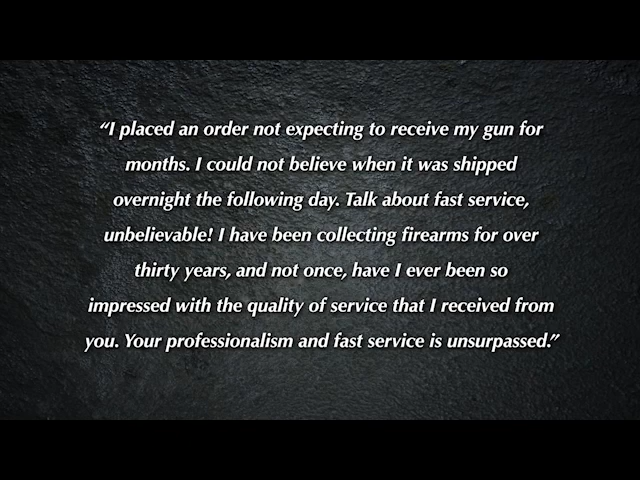 “I placed an order not expecting to receive my gun for
months. I could not believe when it was shipped
overnight the following day. Talk about fast service,
unbelievable! I have been collecting firearms for over
thirty years, and not once, have I ever been so
impressed with the quality of service that I received from
you. Your professionalism and fast service is unsurpassed.”